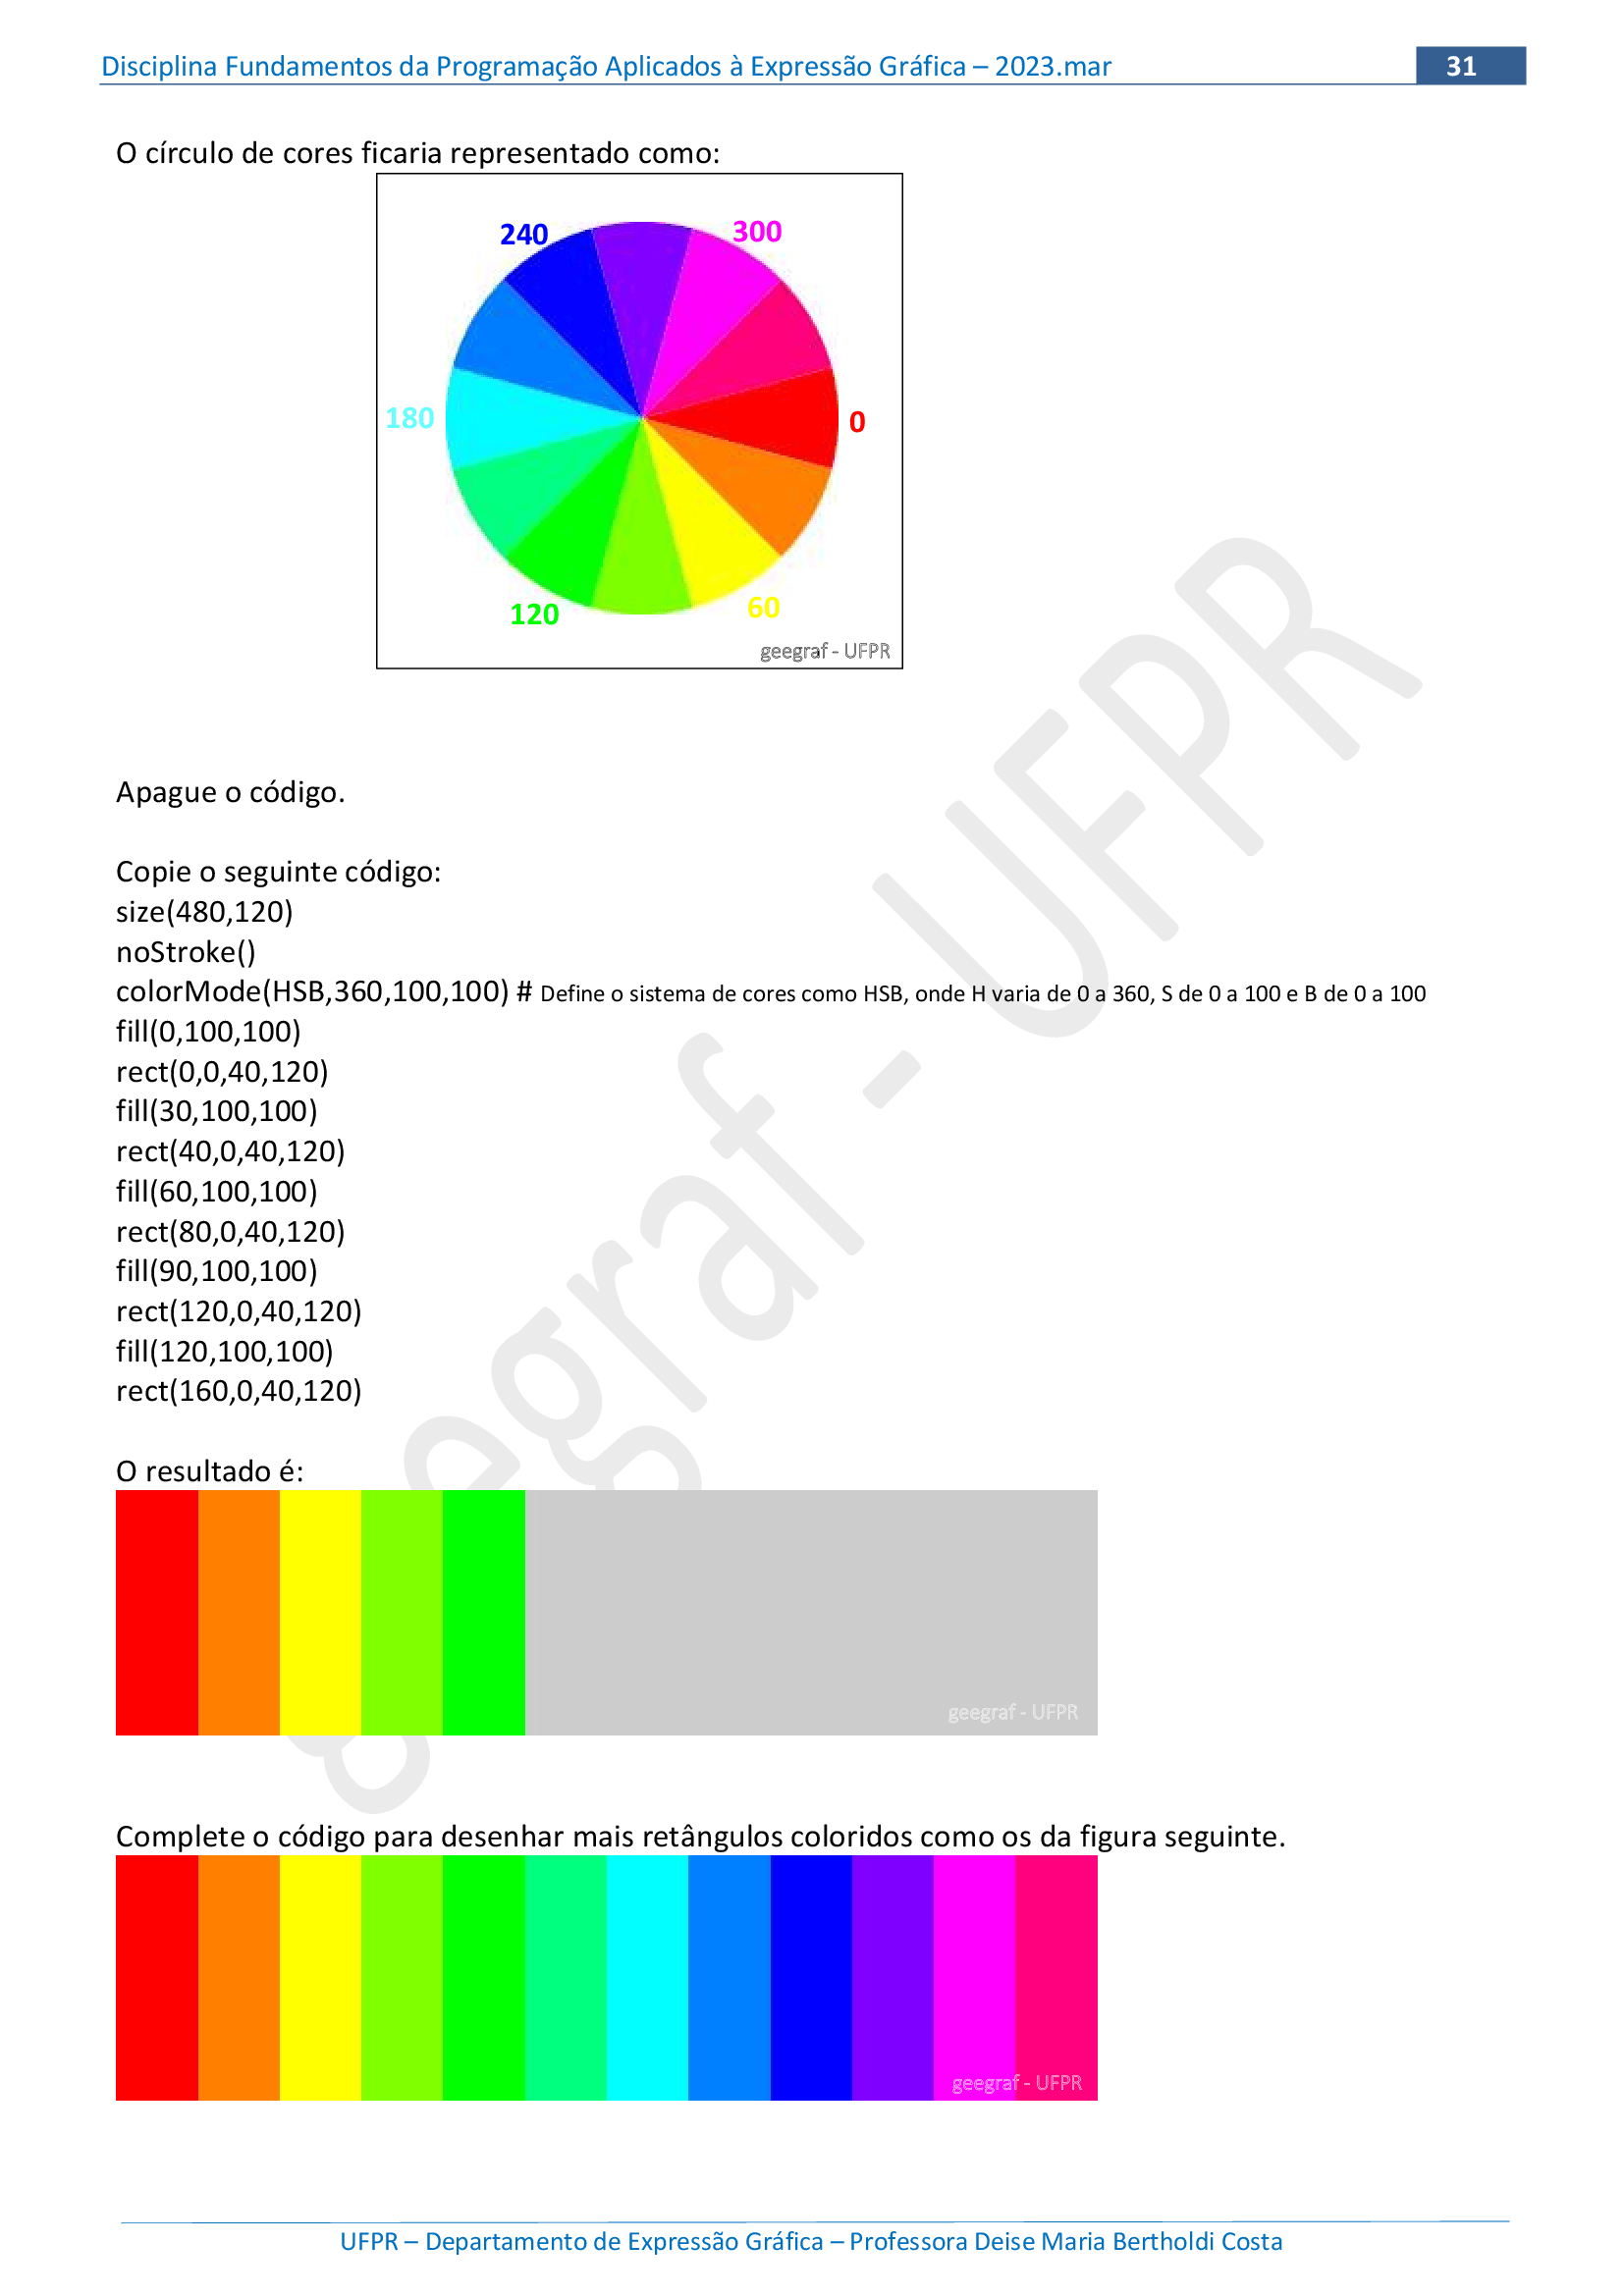 Disciplina Fundamentos da Programação Aplicados à Expressão Gráfica – 2023.mar 31
O círculo de cores ficaria representado como:
240 300
180 0
120 60
geegraf - UFPR
Apague o código.
Copie o seguinte código:
size(480,120)
noStroke()
colorMode(HSB,360,100,100) # Define o sistema de cores como HSB, onde H varia de 0 a 360, S de 0 a 100 e B de 0 a 100
fill(0,100,100)
rect(0,0,40,120)
fill(30,100,100)
rect(40,0,40,120)
fill(60,100,100)
rect(80,0,40,120)
fill(90,100,100)
rect(120,0,40,120)
fill(120,100,100)
rect(160,0,40,120)
geegraf - UFPR
O resultado é:
geegraf - UFPR
Complete o código para desenhar mais retângulos coloridos como os da figura seguinte.
geegraf - UFPR
UFPR – Departamento de Expressão Gráfica – Professora Deise Maria Bertholdi Costa